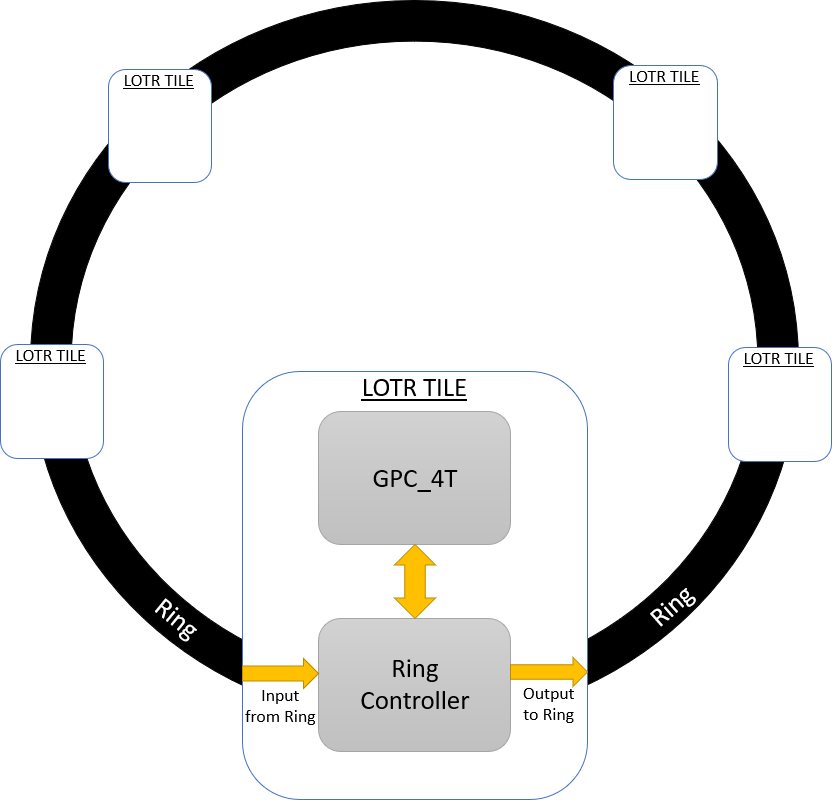 LOTR TILE
LOTR TILE
LOTR TILE
LOTR TILE
LOTR TILE
GPC_4T
Ring
Ring
Ring
Controller
Input
from Ring
Output
to Ring